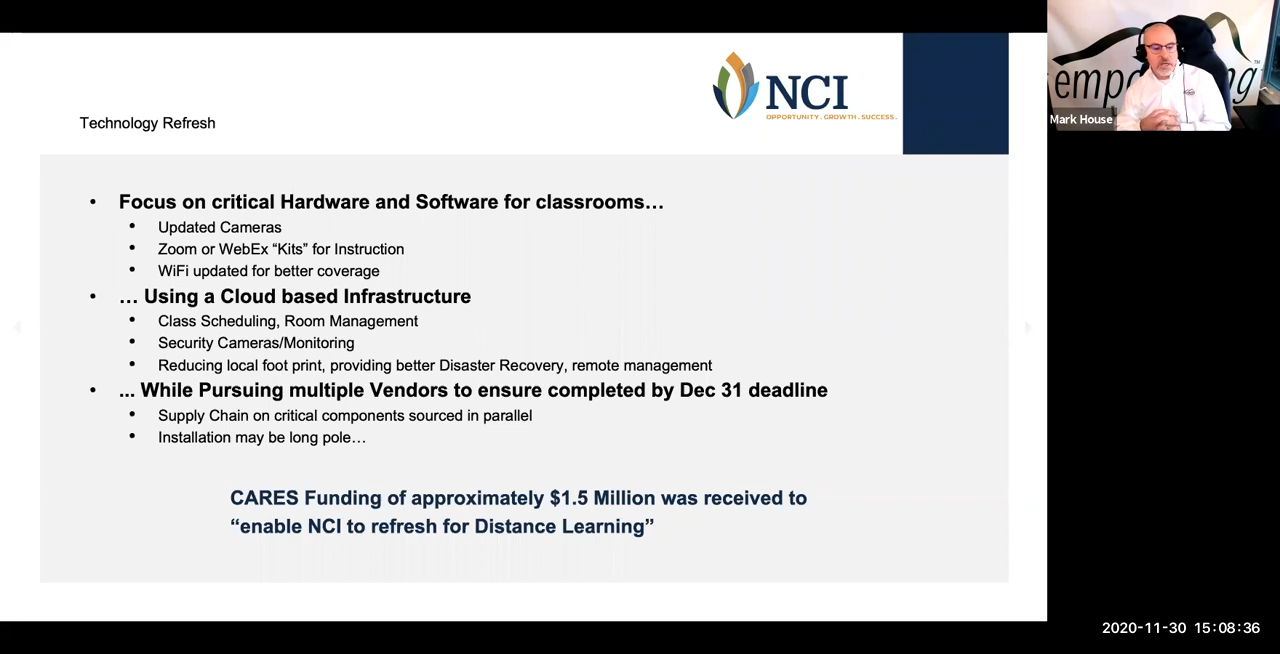 Technology Refresh
NCI
OPPORTUNITY. GROWTH. SUCCESS.
• Focus on critical Hardware and Software for classrooms…
• Updated Cameras
• Zoom or WebEx “Kits” for Instruction
• WiFi updated for better coverage
• … Using a Cloud based Infrastructure
• Class Scheduling, Room Management
• Security Cameras/Monitoring
• Reducing local foot print, providing better Disaster Recovery, remote management
• ... While Pursuing multiple Vendors to ensure completed by Dec 31 deadline
• Supply Chain on critical components sourced in parallel
• Installation may be long pole…
CARES Funding of approximately $1.5 Million was received to
“enable NCI to refresh for Distance Learning”
Mark House
2020-11-30 15:08:36